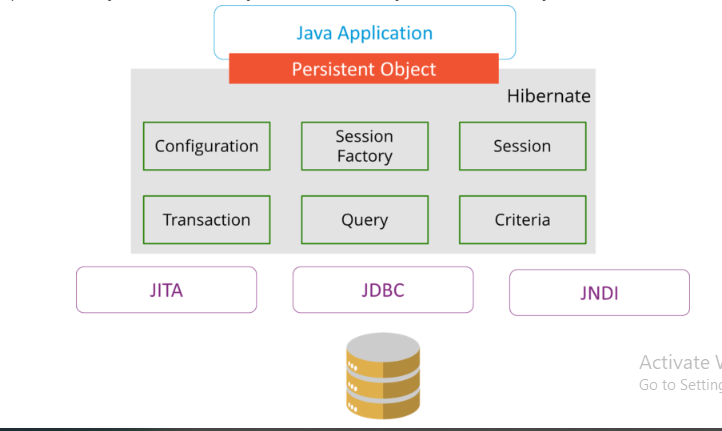 Java Application
Persistent Object
Hibernate
Configuration
Session
Factory
Session
Transaction
Query
Criteria
JITA
JDBC
JNDI
Activate
Go to Setting